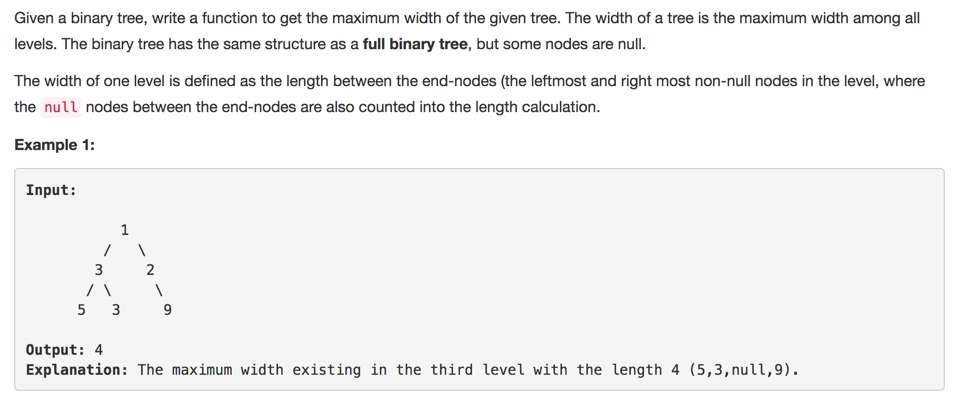 Given a binary tree, write a function to get the maximum width of the given tree. The width of a tree is the maximum width among all
levels. The binary tree has the same structure as a full binary tree, but some nodes are null.
The width of one level is defined as the length between the end-nodes (the leftmost and right most non-null nodes in the level, where
the null nodes between the end-nodes are also counted into the length calculation.
Example 1:
Input:
1
/ \
3 2
/ \ \
5 3 9
Output: 4
Explanation: The maximum width existing in the third level with the length 4 (5,3,null,9).